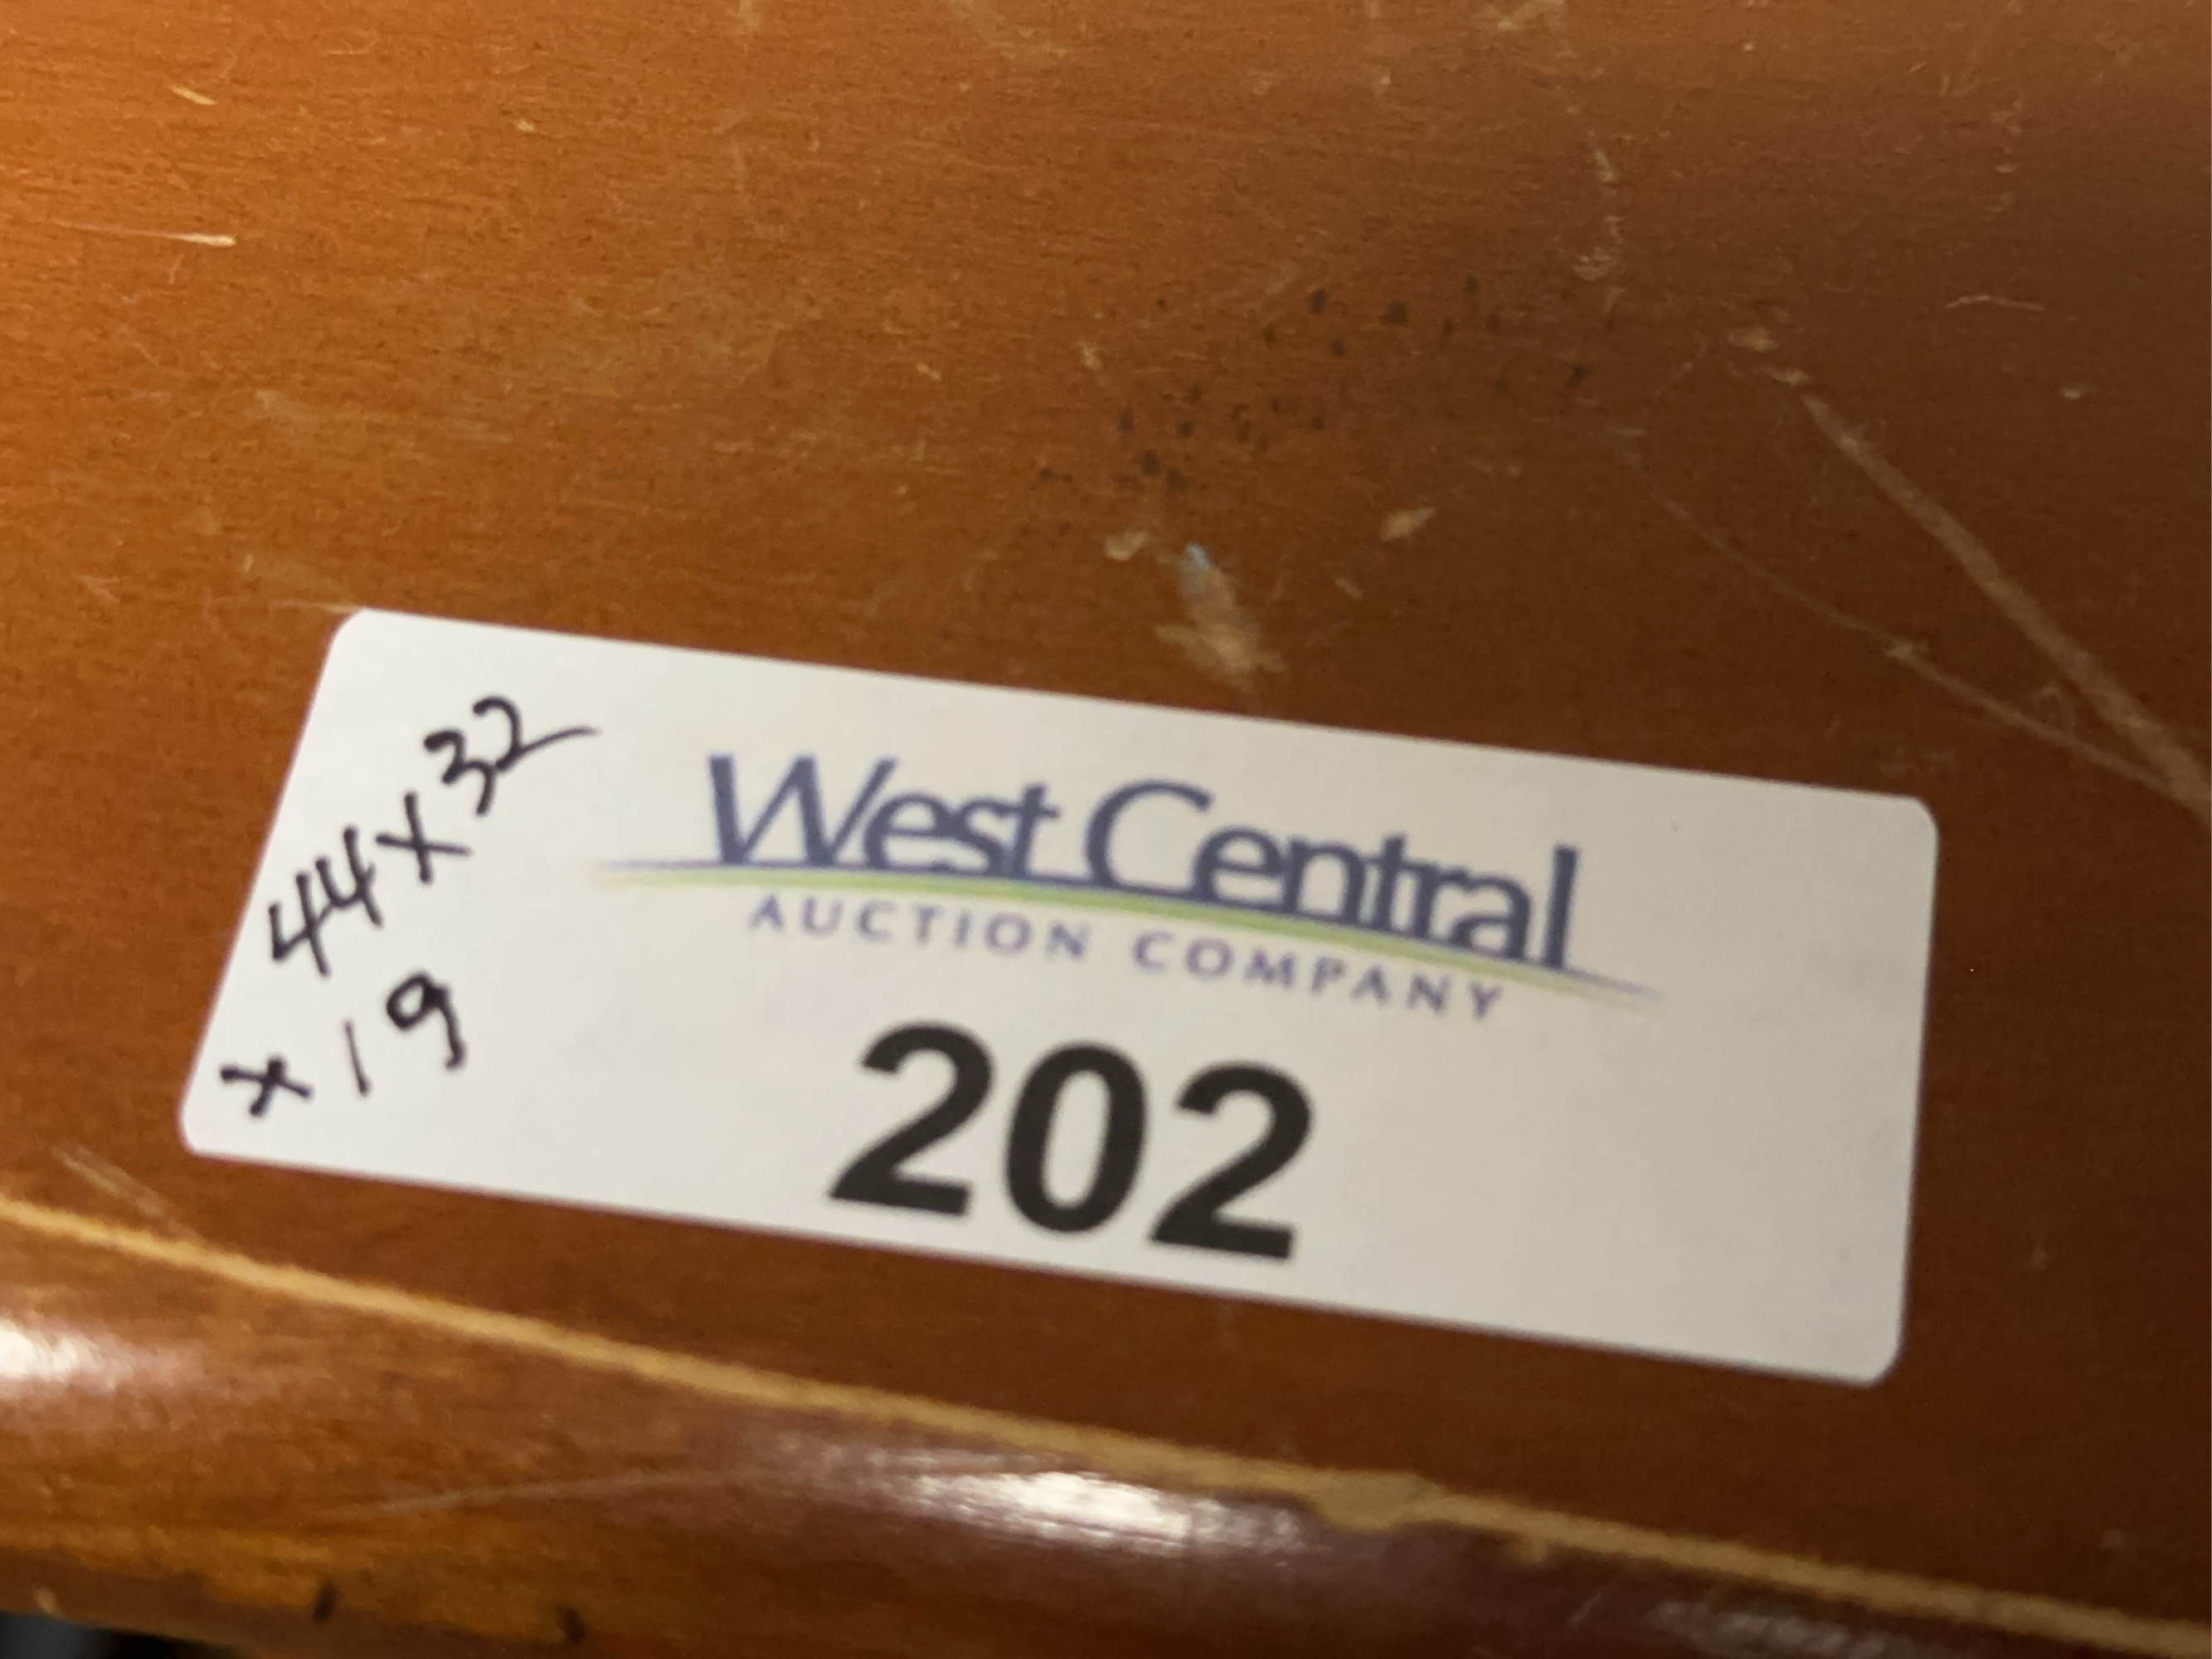 44x32
x19
West Central
AUCTION COMPANY
202